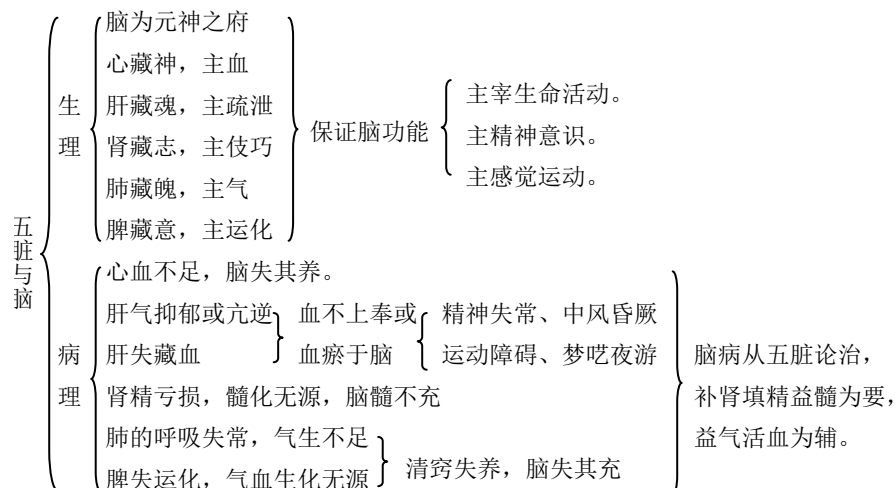 五脏与脑
生理
脑为元神之府
心藏神，主血
肝藏魂，主疏泄
肾藏志，主伎巧
肺藏魄，主气
脾藏意，主运化
保证脑功能
主宰生命活动。
主精神意识。
主感觉运动。
病理
心血不足，脑失其养。
肝气抑郁或亢逆
肝失藏血
血不上奉或
血瘀于脑
精神失常、中风昏厥
运动障碍、梦呓夜游
肾精亏损，髓化无源，脑髓不充
肺的呼吸失常，气生不足
脾失运化，气血生化无源
清窍失养，脑失其充
脑病从五脏论治，
补肾填精益髓为要，
益气活血为辅。